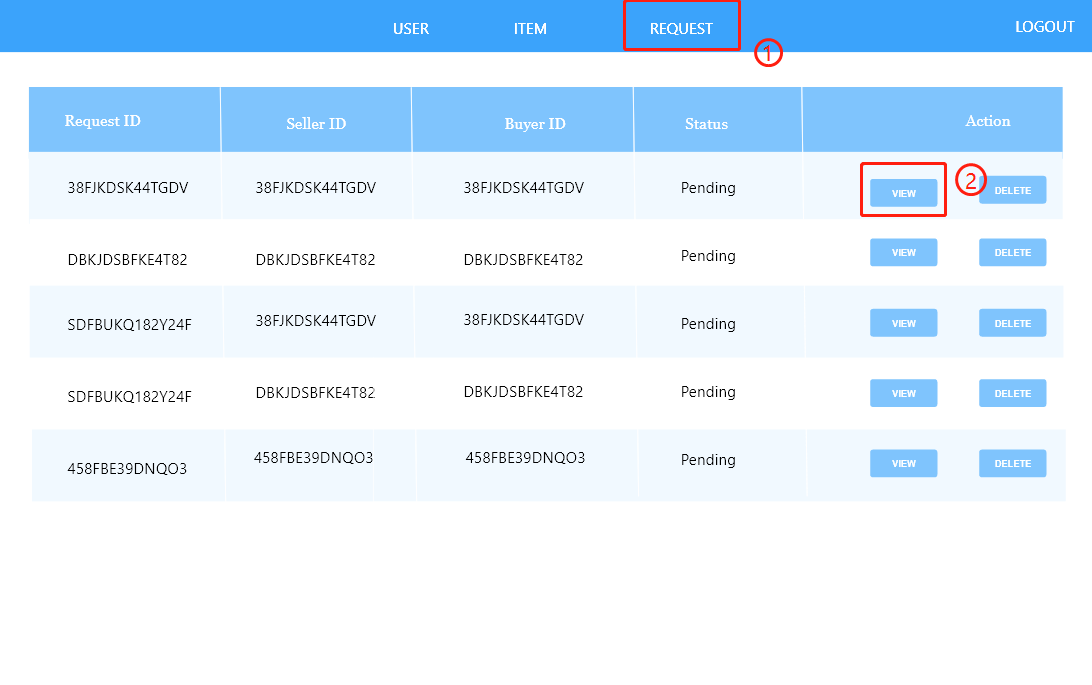 USER ITEM REQUEST LOGOUT
1
Request ID Seller ID Buyer ID Status Action
38FJKDSK44TGDV 38FJKDSK44TGDV 38FJKDSK44TGDV Pending VIEW 2 DELETE
DBKJDSBFKE4T82 DBKJDSBFKE4T82 DBKJDSBFKE4T82 Pending VIEW DELETE
SDFBUKQ182Y24F 38FJKDSK44TGDV 38FJKDSK44TGDV Pending VIEW DELETE
SDFBUKQ182Y24F DBKJDSBFKE4T82 DBKJDSBFKE4T82 Pending VIEW DELETE
458FBE39DNQO3 458FBE39DNQO3 458FBE39DNQO3 Pending VIEW DELETE